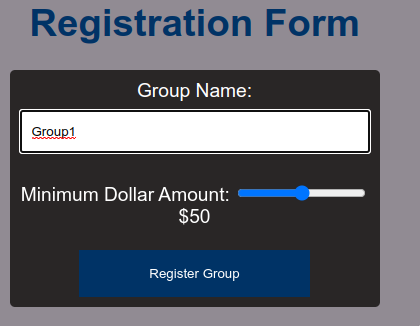 Registration Form
Group Name:
Group1
Minimum Dollar Amount:
$50
Register Group